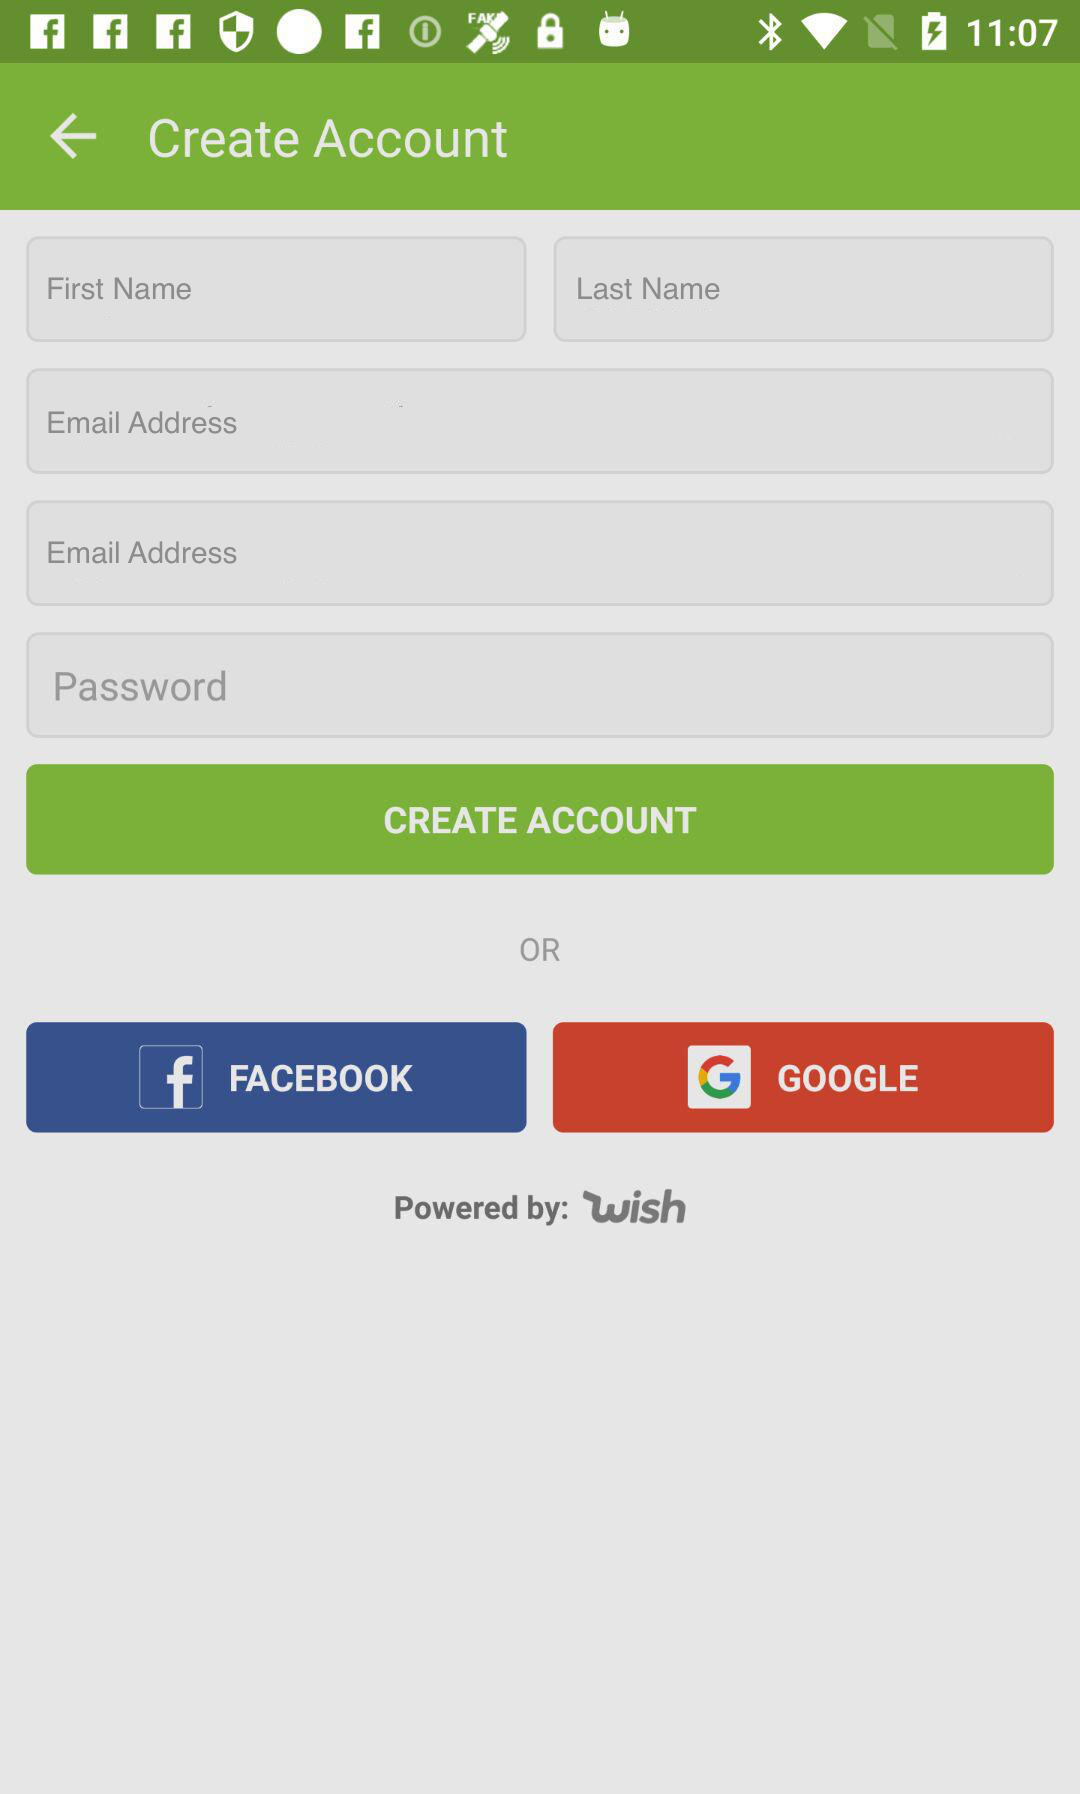 FAKE 11:07
Create Account
First Name Last Name
Email Address
Email Address
Password
CREATE ACCOUNT
OR
FACEBOOK GOOGLE
Powered by: wish